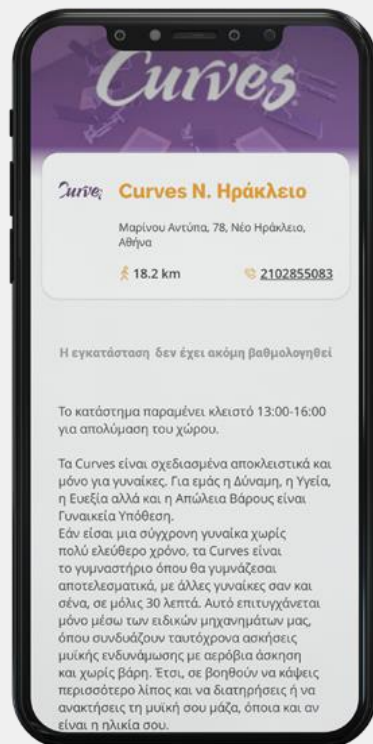 Curves
Curves
Curves Ν. Ηράκλειο
Μαρίνου Αντύπα, 78, Νέο Ηράκλειο,
Αθήνα
18.2 km
2102855083
Η εγκατάσταση δεν έχει ακόμη βαθμολογηθεί
Το κατάστημα παραμένει κλειστό 13:00-16:00
για απολύμαση του χώρου.
Τα Curves είναι σχεδιασμένα αποκλειστικά και
μόνο για γυναίκες. Για εμάς η Δύναμη, η Υγεία,
η Ευεξία αλλά και η Απώλεια Βάρους είναι
Γυναικεία Υπόθεση.
Εάν είσαι μια σύγχρονη γυναίκα χωρίς
πολύ ελεύθερο χρόνο, τα Curves είναι
το γυμναστήριο όπου θα γυμνάζεσαι
αποτελεσματικά, με άλλες γυναίκες σαν και
σένα, σε μόλις 30 λεπτά. Αυτό επιτυγχάνεται
μόνο μέσω των ειδικών μηχανημάτων μας,
όπου συνδυάζουν ταυτόχρονα ασκήσεις
μυϊκής ενδυνάμωσης με αερόβια άσκηση
και χωρίς βάρη. Έτσι, σε βοηθούν να κάψεις
περισσότερο λίπος και να διατηρήσεις ή να
ανακτήσεις τη μυϊκή σου μάζα, όποια και αν
είναι η ηλικία σου.